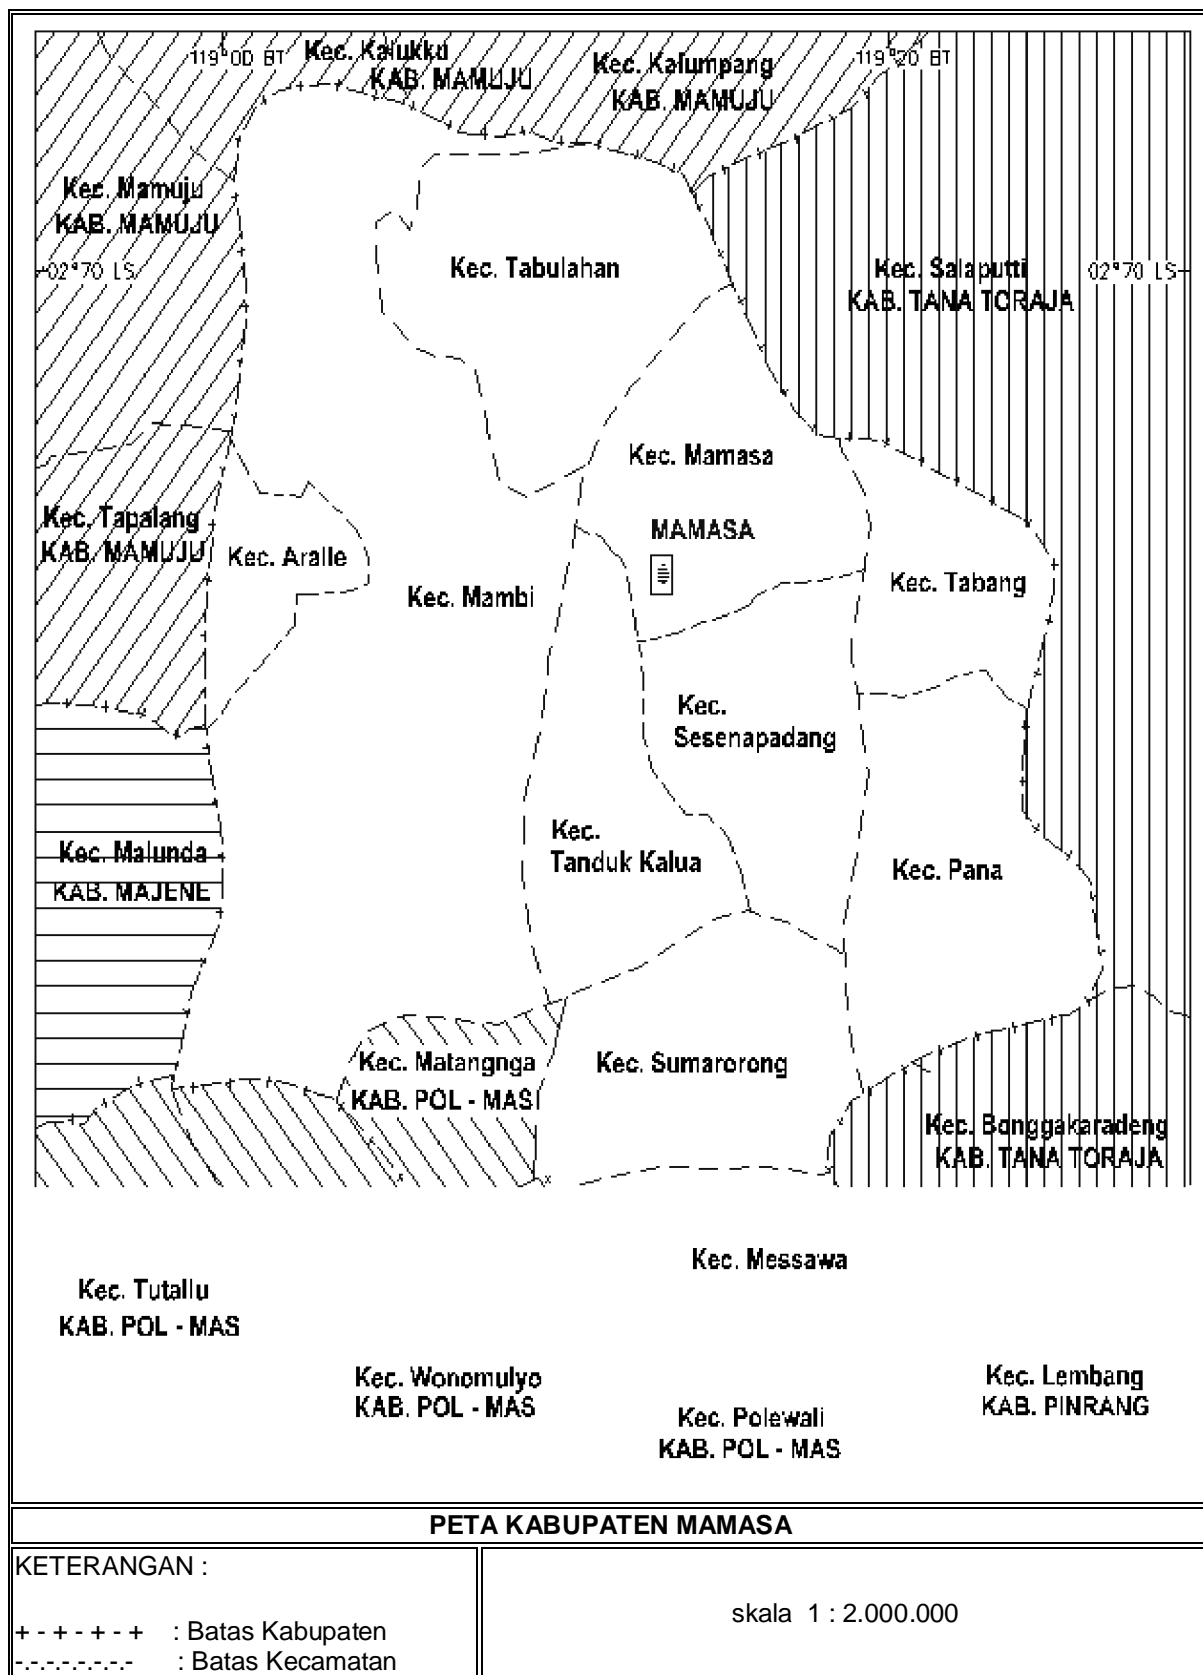 119°00 BT
Kec. Kalukku
KAB. MAMUJU
Kec. Kalumpang
KAB. MAMUJU
119°20 BT
Kec. Mamuju
KAB. MAMUJU
02°70 LS
Kec. Tabulahan
Kec. Salaputti
KAB. TANA TORAJA
02°70 LS
Kec. Mamasa
Kec. Tapalang
KAB. MAMUJU
Kec. Aralle
MAMASA
Kec. Mambi
Kec. Tabang
Kec.
Sesenapadang
Kec. Malunda
KAB. MAJENE
Kec.
Tanduk Kalua
Kec. Pana
Kec. Matangnga
KAB. POL - MAS
Kec. Sumarorong
Kec. Bonggakaradeng
KAB. TANA TORAJA
Kec. Messawa
Kec. Tutallu
KAB. POL - MAS
Kec. Wonomulyo
KAB. POL - MAS
Kec. Polewali
KAB. POL - MAS
Kec. Lembang
KAB. PINRANG
PETA KABUPATEN MAMASA
KETERANGAN :
+ - + - + - + : Batas Kabupaten
-.-.-.-.-.-.-.- : Batas Kecamatan
skala 1 : 2.000.000